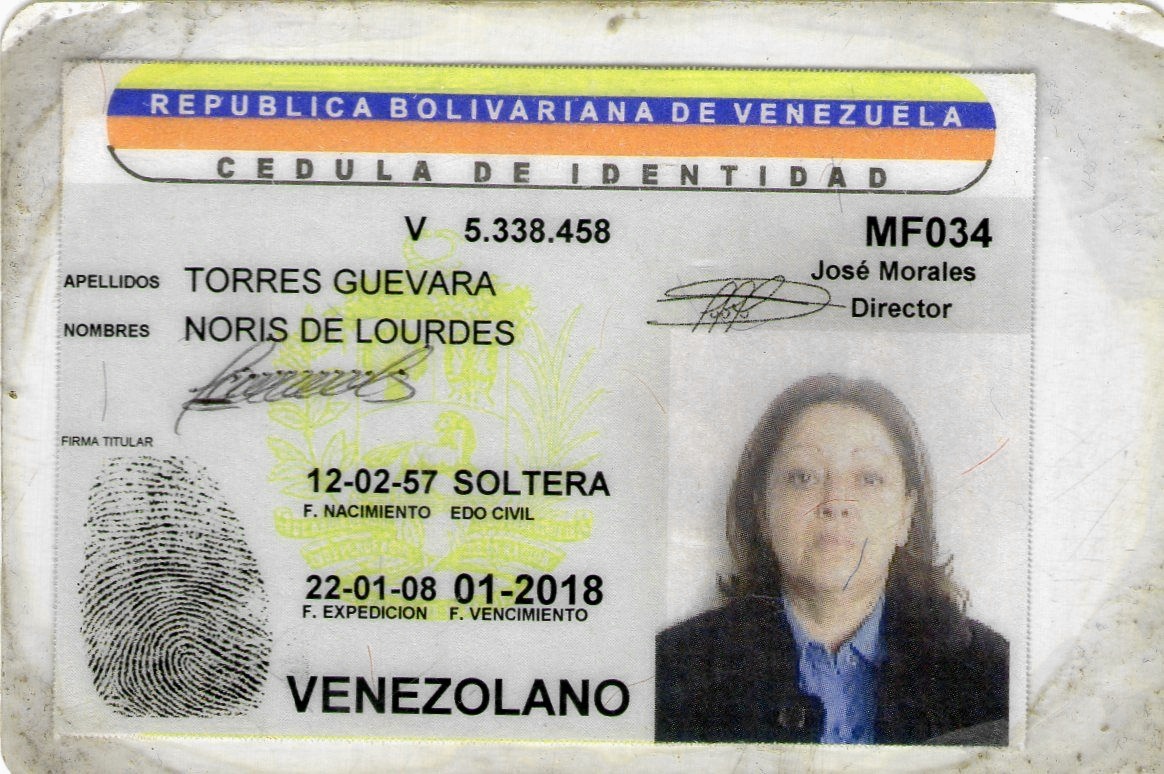 REPUBLICA BOLIVARIANA DE VENEZUELA
CEDULA DE IDENTIDAD
V 5.338.458
MF034
José Morales
Director
APELLIDOS TORRES GUEVARA
NOMBRES NORIS DE LOURDES
FIRMA TITULAR
12-02-57 SOLTERA
F. NACIMIENTO EDO CIVIL
22-01-08 01-2018
F. EXPEDICION F. VENCIMIENTO
VENEZOLANO